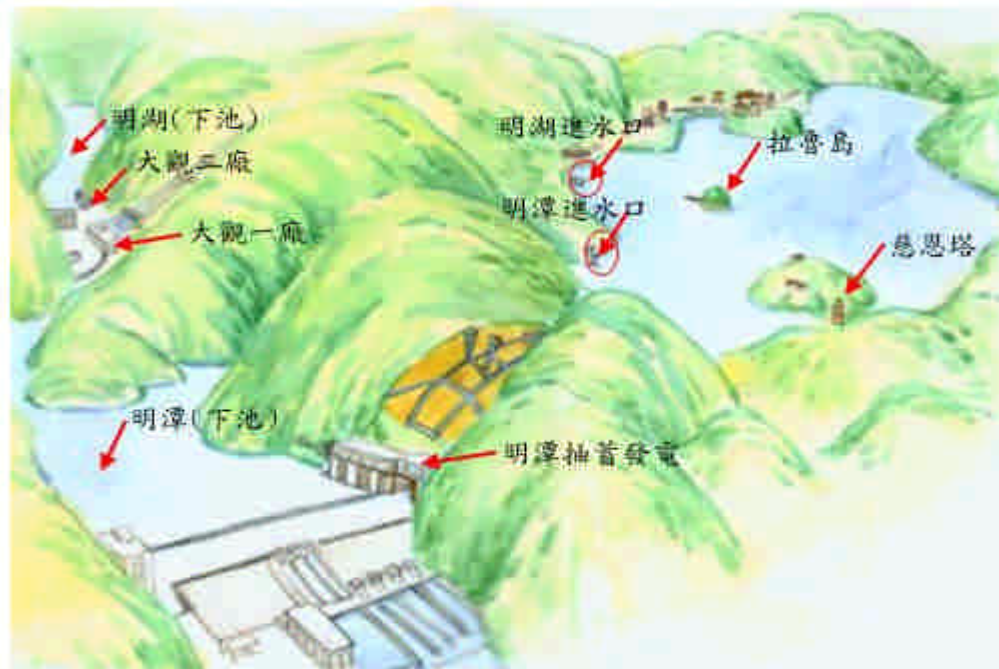 明湖(下池)
大觀二廠
大觀一廠
明湖進水口
明潭進水口
拉魯島
慈恩塔
明潭(下池)
明潭抽蓄發電